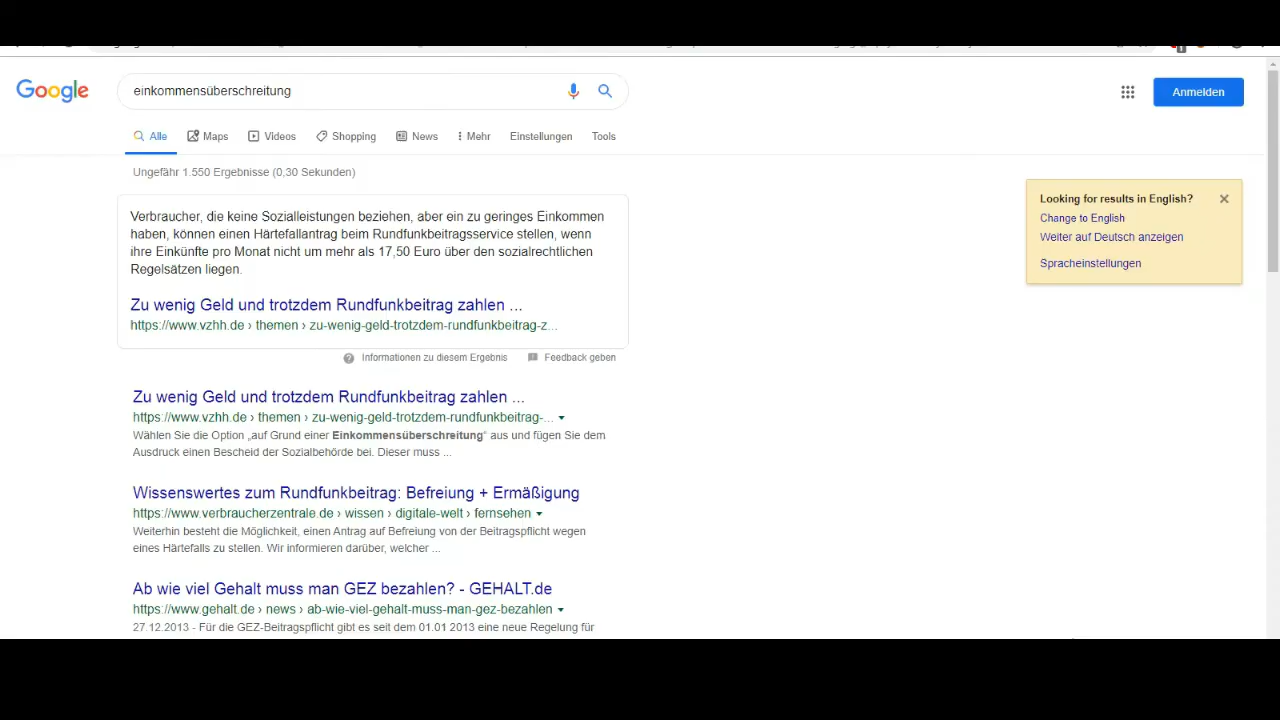 Google
einkommensüberschreitung
Anmelden
Alle Maps Videos Shopping News Mehr Einstellungen Tools
Ungefähr 1.550 Ergebnisse (0,30 Sekunden)
Verbraucher, die keine Sozialleistungen beziehen, aber ein zu geringes Einkommen
haben, können einen Härtefallantrag beim Rundfunkbeitragsservice stellen, wenn
ihre Einkünfte pro Monat nicht um mehr als 17,50 Euro über den sozialrechtlichen
Regelsätzen liegen.
Zu wenig Geld und trotzdem Rundfunkbeitrag zahlen ...
https://www.vzhh.de › themen › zu-wenig-geld-trotzdem-rundfunkbeitrag-z...
Informationen zu diesem Ergebnis Feedback geben
Looking for results in English?
Change to English
Weiter auf Deutsch anzeigen
Spracheinstellungen
Zu wenig Geld und trotzdem Rundfunkbeitrag zahlen ...
https://www.vzhh.de › themen › zu-wenig-geld-trotzdem-rundfunkbeitrag-...
Wählen Sie die Option „auf Grund einer Einkommensüberschreitung“ aus und fügen Sie dem
Ausdruck einen Bescheid der Sozialbehörde bei. Dieser muss ...
Wissenswertes zum Rundfunkbeitrag: Befreiung + Ermäßigung
https://www.verbraucherzentrale.de › wissen › digitale-welt › fernsehen
Weiterhin besteht die Möglichkeit, einen Antrag auf Befreiung von der Beitragspflicht wegen
eines Härtefalls zu stellen. Wir informieren darüber, welcher ...
Ab wie viel Gehalt muss man GEZ bezahlen? - GEHALT.de
https://www.gehalt.de › news › ab-wie-viel-gehalt-muss-man-gez-bezahlen
27.12.2013 - Für die GEZ-Beitragspflicht gibt es seit dem 01.01 2013 eine neue Regelung für